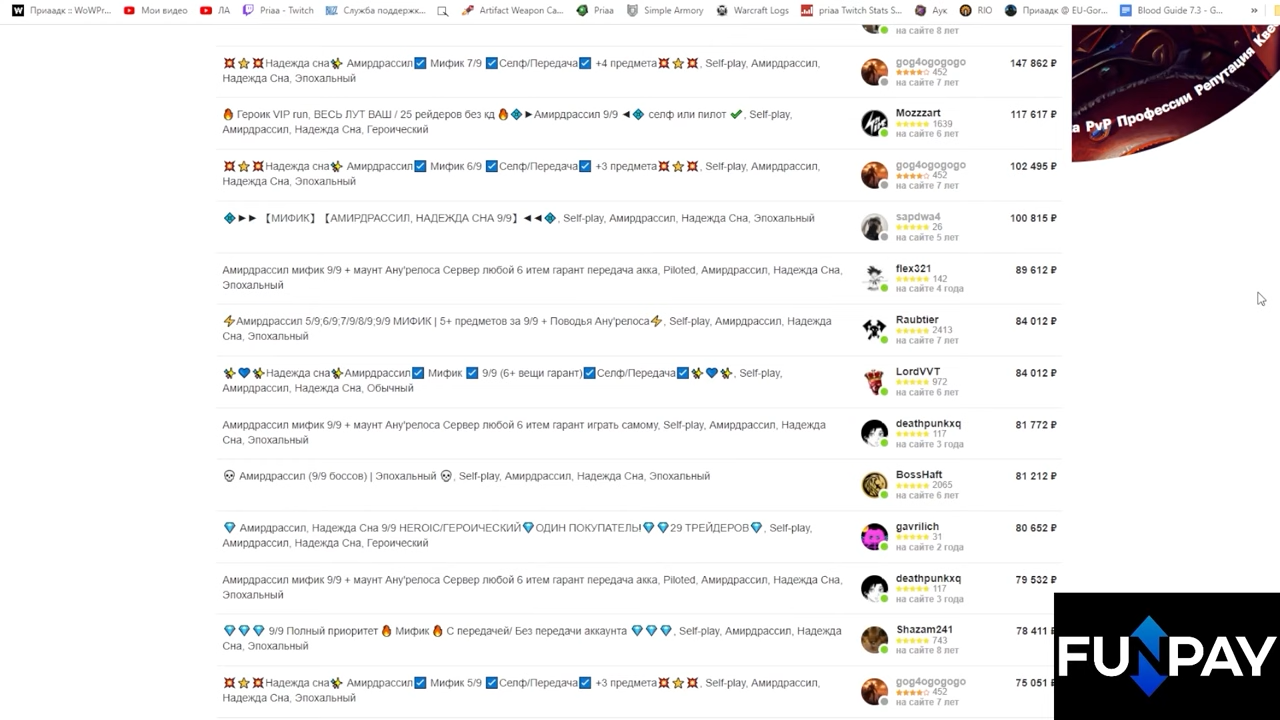 Приаадк :: WoWPr... Мои видео ЛА Priaa - Twitch Служба поддержк... Artifact Weapon Ca... Priaa Simple Armory Warcraft Logs priaa Twitch Stats S... Аук RIO Приаадк @ EU-Gor... Blood Guide 7.3 - G... »
на сайте 8 лет
💥⭐💥Надежда сна✨ Амирдрассил☑ Мифик 7/9 ☑Селф/Передача☑ +4 предмета💥⭐💥, Self-play, Амирдрассил,
Надежда Сна, Эпохальный
gog4ogogogo
452
на сайте 7 лет
147 862 ₽
🔥 Героик VIP run, ВЕСЬ ЛУТ ВАШ / 25 рейдеров без кд 🔥💠►Амирдрассил 9/9 ◄💠 селф или пилот ✔, Self-play,
Амирдрассил, Надежда Сна, Героический
Mozzzart
1639
на сайте 6 лет
117 617 ₽
💥⭐💥Надежда сна✨ Амирдрассил☑ Мифик 6/9 ☑Селф/Передача☑ +3 предмета💥⭐💥, Self-play, Амирдрассил,
Надежда Сна, Эпохальный
gog4ogogogo
452
на сайте 7 лет
102 495 ₽
💠►► 【МИФИК】【АМИРДРАССИЛ, НАДЕЖДА СНА 9/9】◄◄💠, Self-play, Амирдрассил, Надежда Сна, Эпохальный
sapdwa4
26
на сайте 5 лет
100 815 ₽
Амирдрассил мифик 9/9 + маунт Ану'релоса Сервер любой 6 итем гарант передача акка, Piloted, Амирдрассил, Надежда Сна,
Эпохальный
flex321
142
на сайте 4 года
89 612 ₽
⚡Амирдрассил 5/9;6/9;7/9/8/9;9/9 МИФИК | 5+ предметов за 9/9 + Поводья Ану'релоса⚡, Self-play, Амирдрассил, Надежда
Сна, Эпохальный
Raubtier
2413
на сайте 7 лет
84 012 ₽
✨💙✨Надежда сна✨Амирдрассил☑ Мифик ☑ 9/9 (6+ вещи гарант)☑Селф/Передача☑✨💙✨, Self-play,
Амирдрассил, Надежда Сна, Обычный
LordVVT
972
на сайте 6 лет
84 012 ₽
Амирдрассил мифик 9/9 + маунт Ану'релоса Сервер любой 6 итем гарант играть самому, Self-play, Амирдрассил, Надежда
Сна, Эпохальный
deathpunkxq
117
на сайте 3 года
81 772 ₽
💀 Амирдрассил (9/9 боссов) | Эпохальный 💀, Self-play, Амирдрассил, Надежда Сна, Эпохальный
BossHaft
2065
на сайте 6 лет
81 212 ₽
💎 Амирдрассил, Надежда Сна 9/9 HEROIC/ГЕРОИЧЕСКИЙ💎ОДИН ПОКУПАТЕЛЬ!💎💎29 ТРЕЙДЕРОВ💎, Self-play,
Амирдрассил, Надежда Сна, Героический
gavrilich
31
на сайте 2 года
80 652 ₽
Амирдрассил мифик 9/9 + маунт Ану'релоса Сервер любой 6 итем гарант передача акка, Piloted, Амирдрассил, Надежда Сна,
Эпохальный
deathpunkxq
117
на сайте 3 года
79 532 ₽
💎💎💎 9/9 Полный приоритет 🔥 Мифик 🔥 С передачей/ Без передачи аккаунта 💎💎💎, Self-play, Амирдрассил, Надежда
Сна, Эпохальный
Shazam241
743
на сайте 8 лет
78 411 ₽
💥⭐💥Надежда сна✨ Амирдрассил☑ Мифик 5/9 ☑Селф/Передача☑ +3 предмета💥⭐💥, Self-play, Амирдрассил,
Надежда Сна, Эпохальный
gog4ogogogo
452
на сайте 7 лет
75 051 ₽
а PvP Профессии Репутация Кве
FUNPAY